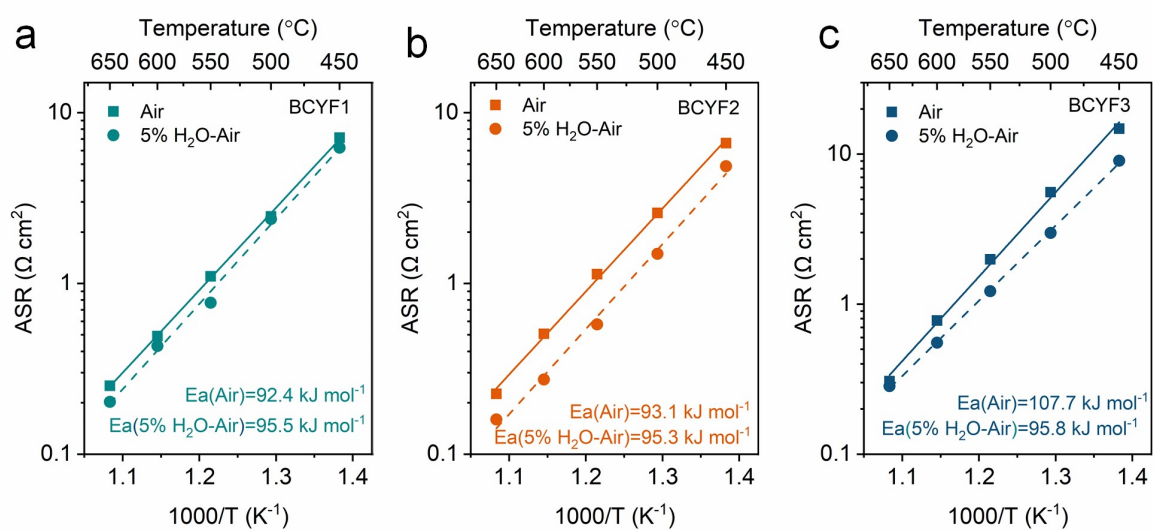 a
Temperature (°C)
650 600 550 500 450
Air
5% H₂O-Air
BCYF1
10
1
0.1
ASR (Ω cm²)
Ea(Air)=92.4 kJ mol⁻¹
Ea(5% H₂O-Air)=95.5 kJ mol⁻¹
1.1 1.2 1.3 1.4
1000/T (K⁻¹)
b
Temperature (°C)
650 600 550 500 450
Air
5% H₂O-Air
BCYF2
10
1
0.1
ASR (Ω cm²)
Ea(Air)=93.1 kJ mol⁻¹
Ea(5% H₂O-Air)=95.3 kJ mol⁻¹
1.1 1.2 1.3 1.4
1000/T (K⁻¹)
c
Temperature (°C)
650 600 550 500 450
Air
5% H₂O-Air
BCYF3
10
1
0.1
ASR (Ω cm²)
Ea(Air)=107.7 kJ mol⁻¹
Ea(5% H₂O-Air)=95.8 kJ mol⁻¹
1.1 1.2 1.3 1.4
1000/T (K⁻¹)